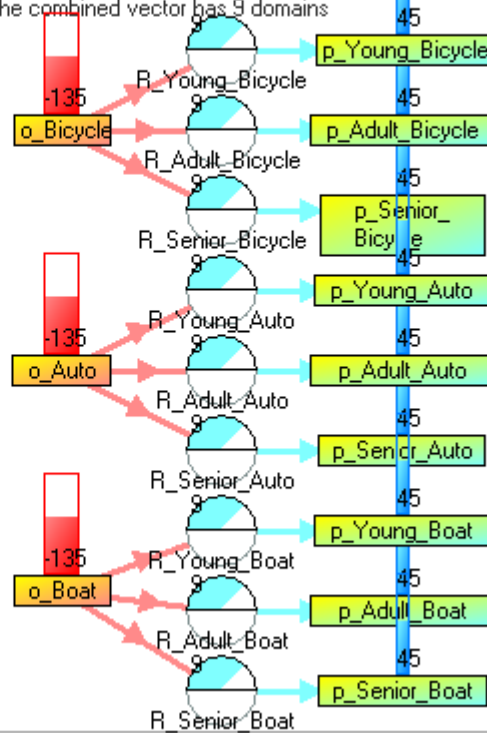 he combined vector has 9 domains
9
45
p_Young_Bicycle
R_Young_Bicycle
-135
9
45
o_Bicycle
p_Adult_Bicycle
R_Adult_Bicycle
9
45
p_Senior_
Bicycle
R_Senior_Bicycle
9
45
p_Young_Auto
R_Young_Auto
-135
9
45
o_Auto
p_Adult_Auto
R_Adult_Auto
9
45
p_Senior_Auto
R_Senior_Auto
9
45
p_Young_Boat
R_Young_Boat
-135
9
45
o_Boat
p_Adult_Boat
R_Adult_Boat
9
45
p_Senior_Boat
R_Senior_Boat